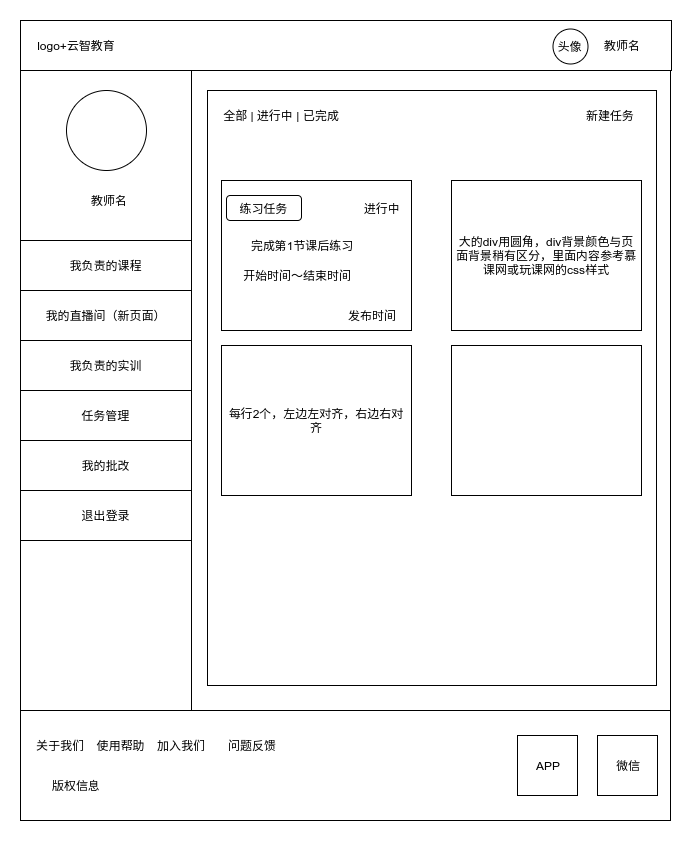 logo+云智教育
头像
教师名
教师名
我负责的课程
我的直播间（新页面）
我负责的实训
任务管理
我的批改
退出登录
全部 | 进行中 | 已完成
新建任务
练习任务
进行中
完成第1节课后练习
开始时间～结束时间
发布时间
大的div用圆角，div背景颜色与页
面背景稍有区分，里面内容参考慕
课网或玩课网的css样式
每行2个，左边左对齐，右边右对
齐
关于我们 使用帮助 加入我们 问题反馈
版权信息
APP
微信